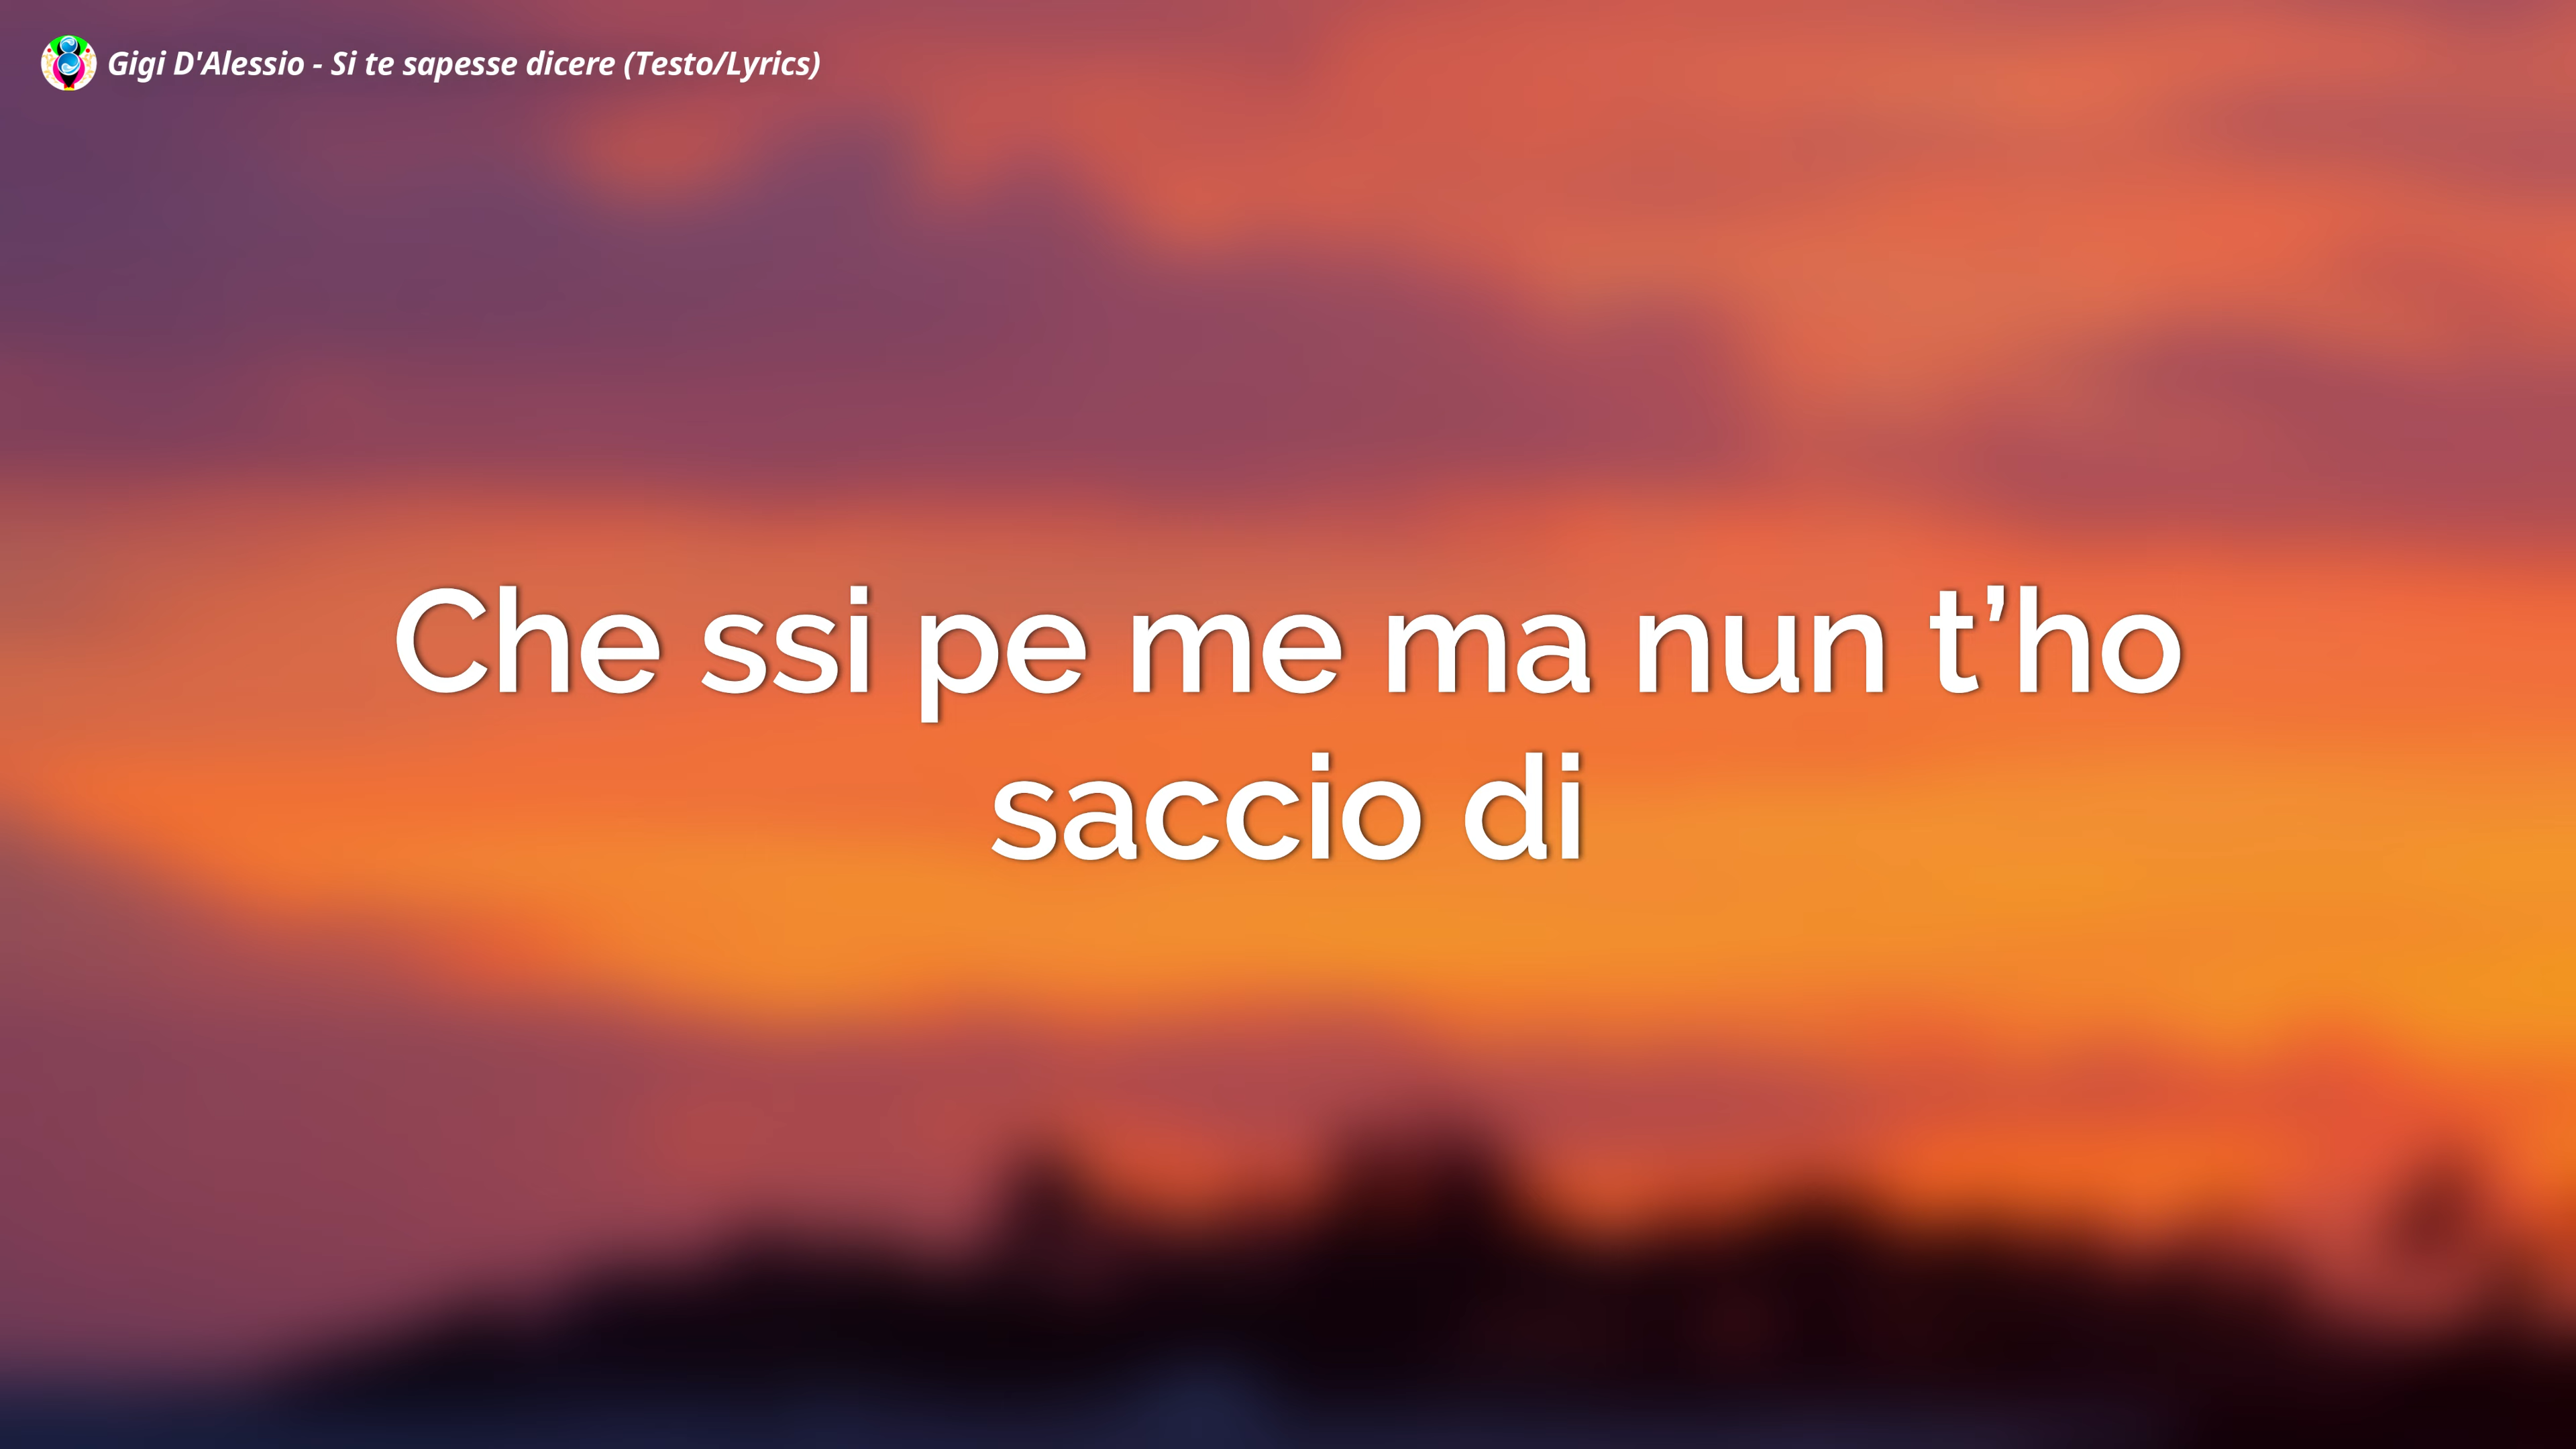 Gigi D'Alessio - Si te sapesse dicere (Testo/Lyrics)
Che ssi pe me ma nun t’ho
saccio di